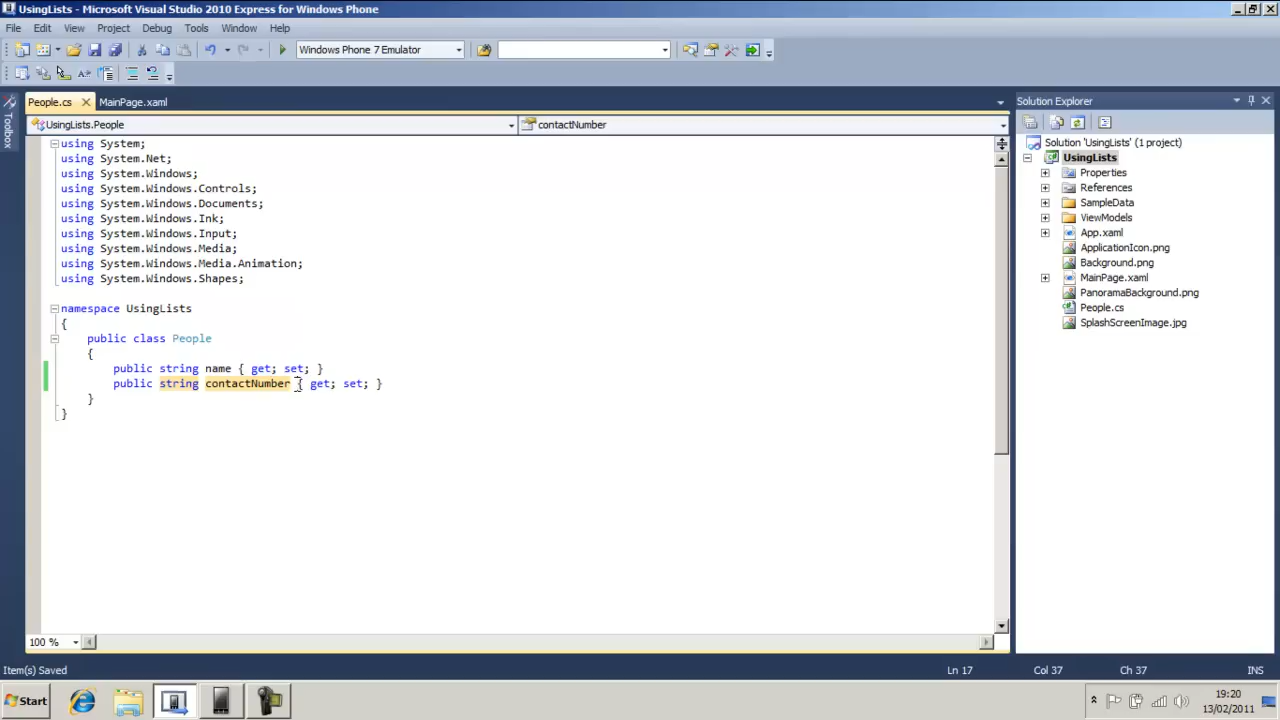 UsingLists - Microsoft Visual Studio 2010 Express for Windows Phone
File Edit View Project Debug Tools Window Help
Windows Phone 7 Emulator
People.cs MainPage.xaml
Toolbox
UsingLists.People contactNumber
using System;
using System.Net;
using System.Windows;
using System.Windows.Controls;
using System.Windows.Documents;
using System.Windows.Ink;
using System.Windows.Input;
using System.Windows.Media;
using System.Windows.Media.Animation;
using System.Windows.Shapes;
namespace UsingLists
{
public class People
{
public string name { get; set; }
public string contactNumber { get; set; }
}
}
100 %
Solution Explorer
Solution 'UsingLists' (1 project)
UsingLists
Properties
References
SampleData
ViewModels
App.xaml
ApplicationIcon.png
Background.png
MainPage.xaml
PanoramaBackground.png
People.cs
SplashScreenImage.jpg
Item(s) Saved Ln 17 Col 37 Ch 37 INS
Start
19:20
13/02/2011